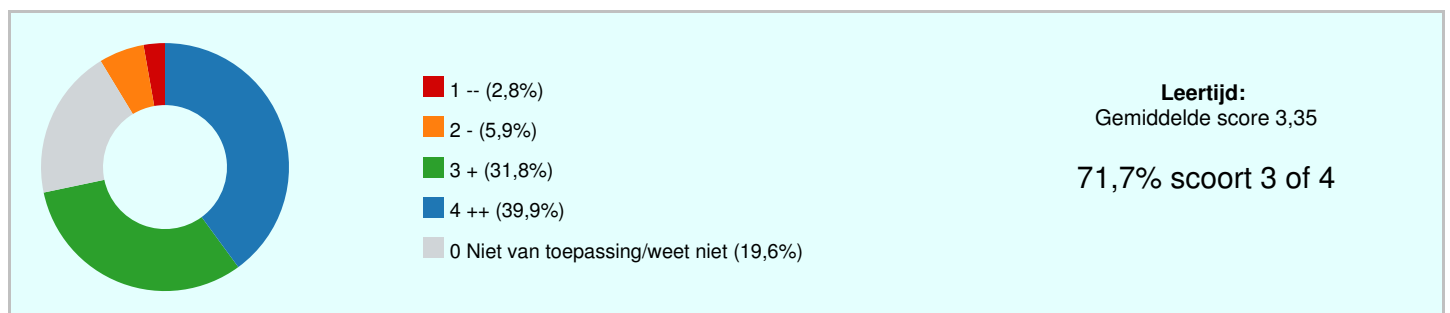 1 -- (2,8%)
2 - (5,9%)
3 + (31,8%)
4 ++ (39,9%)
0 Niet van toepassing/weet niet (19,6%)
Leertijd:
Gemiddelde score 3,35
71,7% scoort 3 of 4